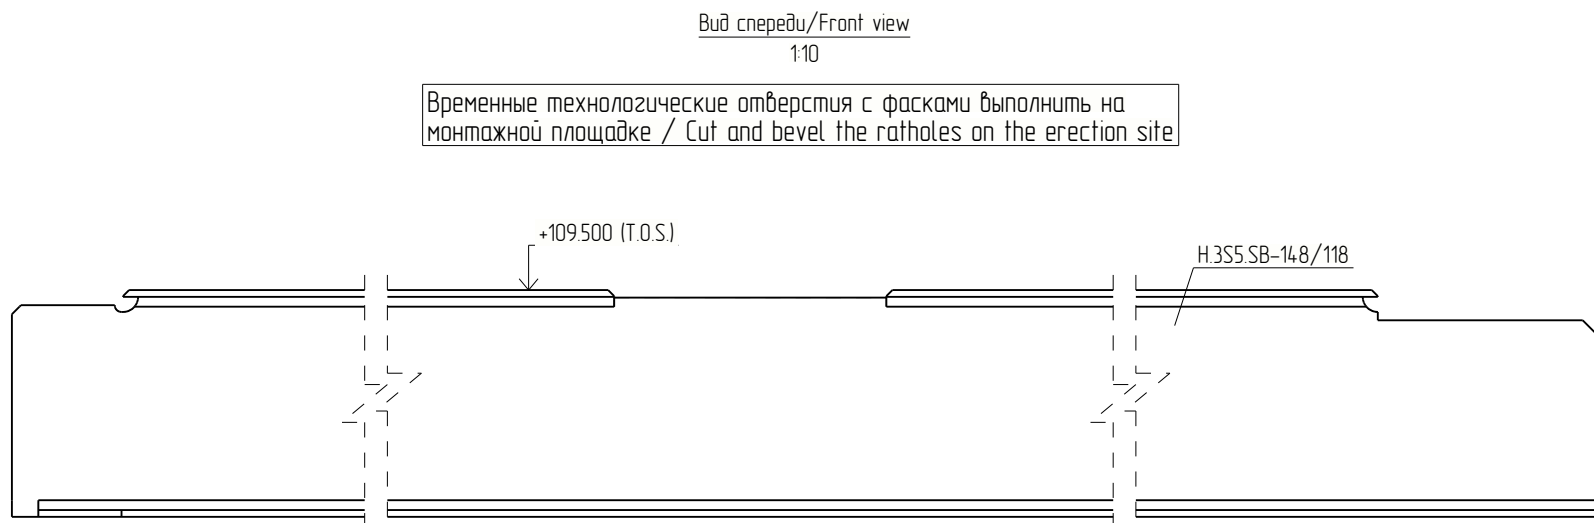 Вид спереди/Front view
1:10
Временные технологические отверстия с фасками выполнить на
монтажной площадке / Cut and bevel the ratholes on the erection site
+109.500 (T.O.S.)
H.3S5.SB-148/118